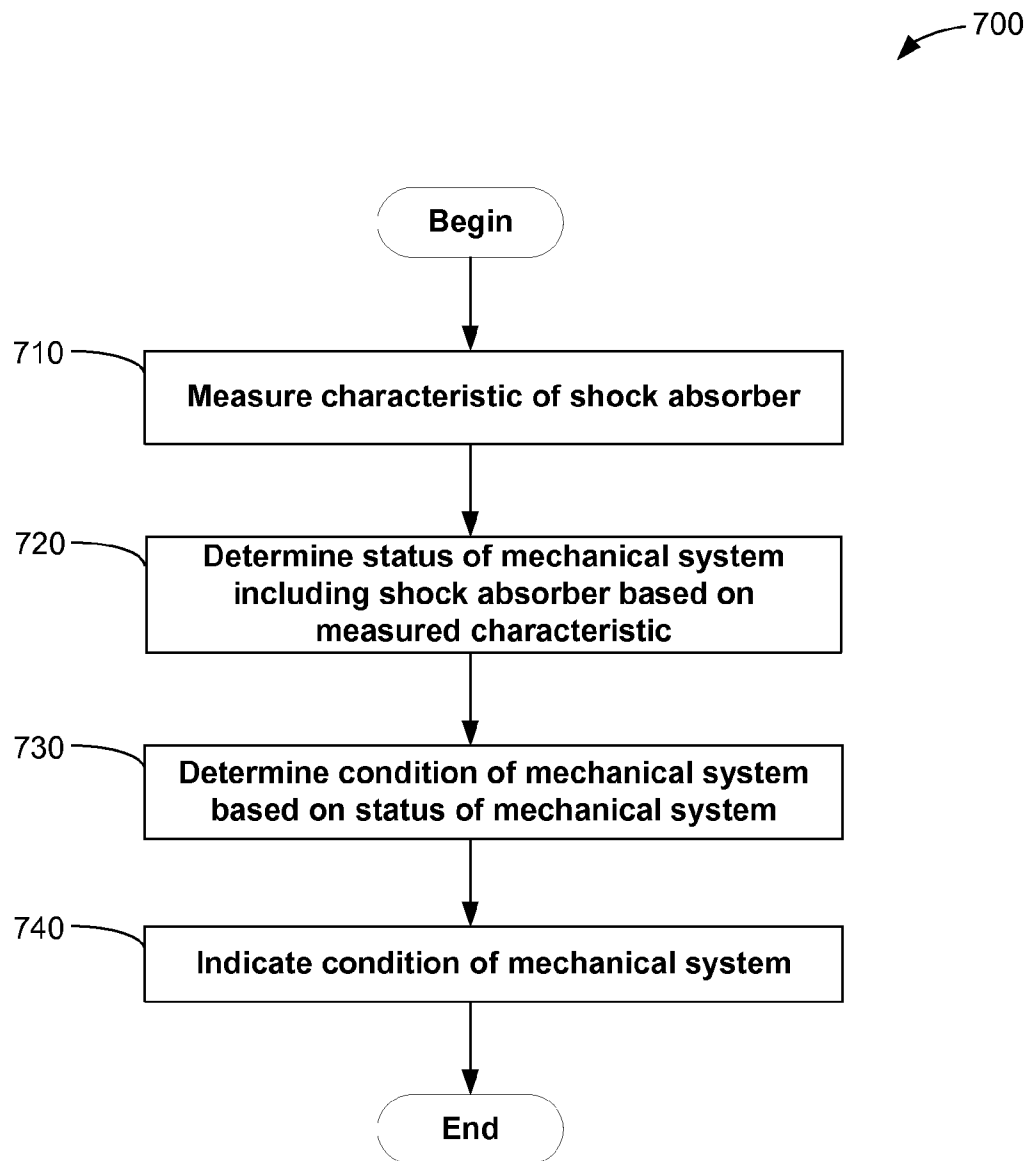 700
Begin
710
Measure characteristic of shock absorber
720
Determine status of mechanical system
including shock absorber based on
measured characteristic
730
Determine condition of mechanical system
based on status of mechanical system
740
Indicate condition of mechanical system
End